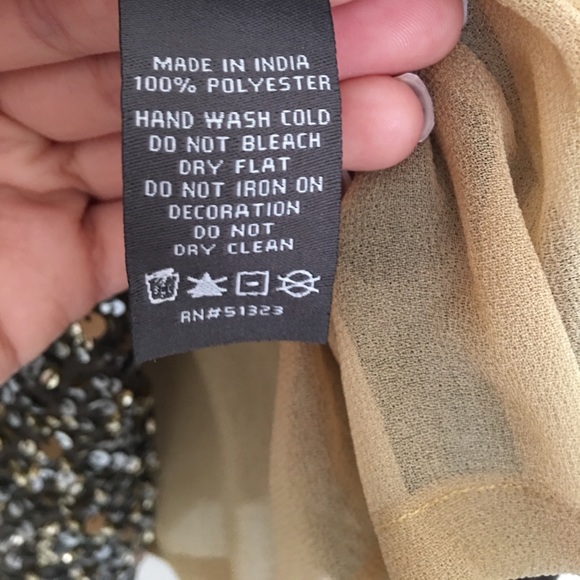 MADE IN INDIA
100% POLYESTER
HAND WASH COLD
DO NOT BLEACH
DRY FLAT
DO NOT IRON ON
DECORATION
DO NOT
DRY CLEAN
RN#51323